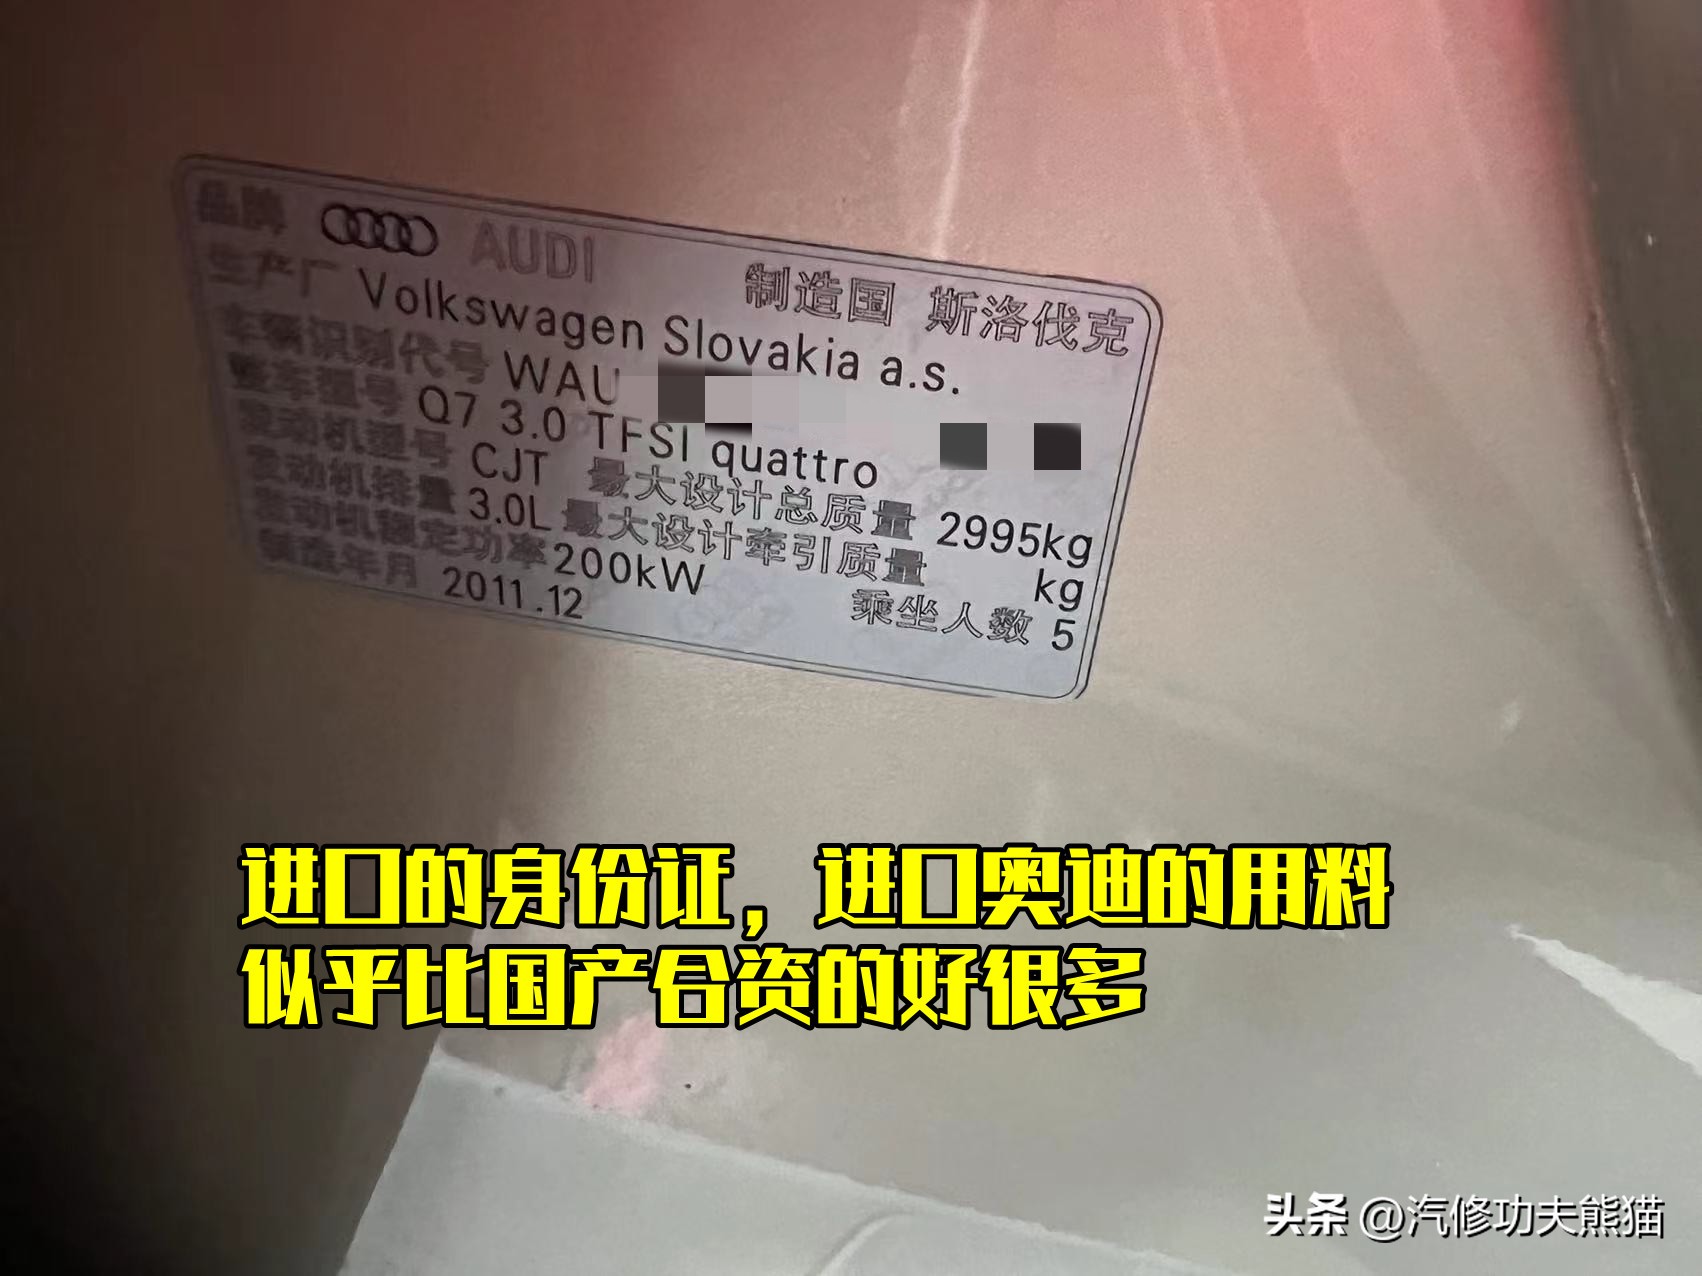 品牌 AUDI 制造国 斯洛伐克
生产厂 Volkswagen Slovakia a.s.
车辆识别代号 WAU
整车型号 Q7 3.0 TFSI quattro
发动机型号 CJT 最大设计总质量 2995kg
发动机排量 3.0L 最大设计牵引质量 kg
发动机额定功率 200kW 乘坐人数 5
制造年月 2011.12
进口的身份证，进口奥迪的用料
似乎比国产合资的好很多
头条 @汽修功夫熊猫